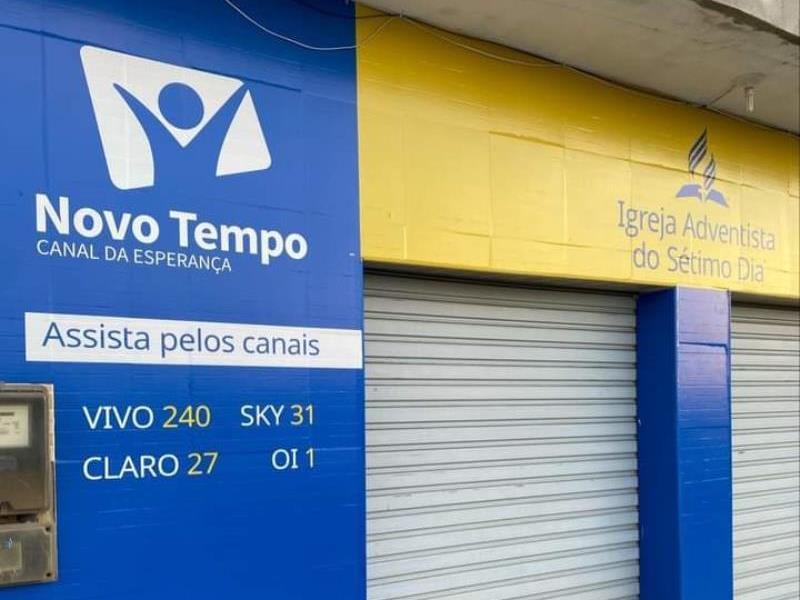 Novo Tempo
CANAL DA ESPERANÇA
Assista pelos canais
VIVO 240 SKY 31
CLARO 27 OI 1
Igreja Adventista
do Sétimo Dia